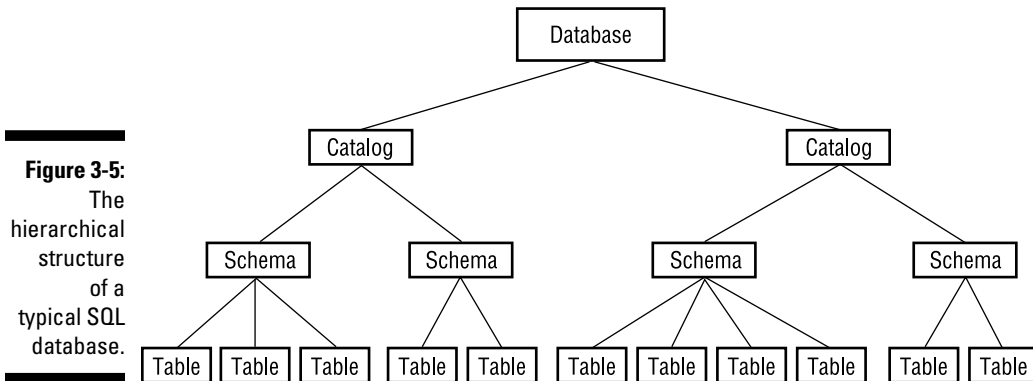 Database
Catalog Catalog
Figure 3-5:
The
hierarchical
structure
of a
typical SQL
database.
Schema Schema Schema Schema
Table Table Table Table Table Table Table Table Table Table Table